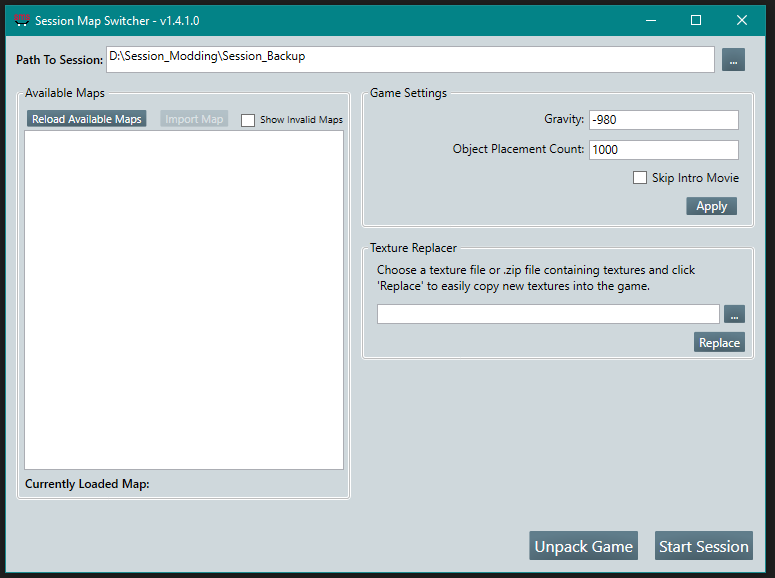 Session Map Switcher - v1.4.1.0
Path To Session: D:\Session_Modding\Session_Backup ...
Available Maps
Reload Available Maps Import Map Show Invalid Maps
Currently Loaded Map:
Game Settings
Gravity: -980
Object Placement Count: 1000
Skip Intro Movie
Apply
Texture Replacer
Choose a texture file or .zip file containing textures and click
'Replace' to easily copy new textures into the game.
...
Replace
Unpack Game Start Session